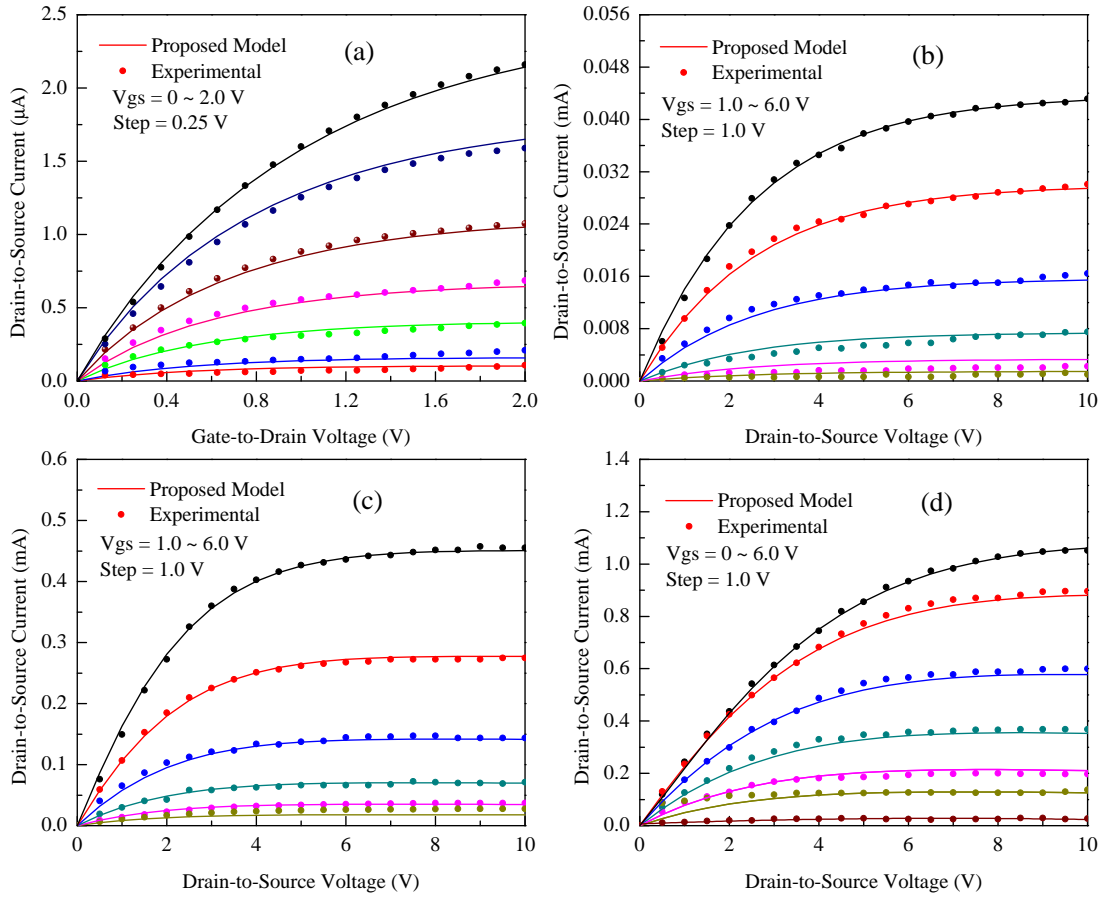 2.5
2.0
1.5
1.0
0.5
0.0
Drain-to-Source Current (μA)
(a)
Proposed Model
Experimental
Vgs = 0 ~ 2.0 V
Step = 0.25 V
0.0 0.4 0.8 1.2 1.6 2.0
Gate-to-Drain Voltage (V)
0.056
0.048
0.040
0.032
0.024
0.016
0.008
0.000
Drain-to-Source Current (mA)
(b)
Proposed Model
Experimental
Vgs = 1.0 ~ 6.0 V
Step = 1.0 V
0 2 4 6 8 10
Drain-to-Source Voltage (V)
0.6
0.5
0.4
0.3
0.2
0.1
0.0
Drain-to-Source Current (mA)
(c)
Proposed Model
Experimental
Vgs = 1.0 ~ 6.0 V
Step = 1.0 V
0 2 4 6 8 10
Drain-to-Source Voltage (V)
1.4
1.2
1.0
0.8
0.6
0.4
0.2
0.0
Drain-to-Source Current (mA)
(d)
Proposed Model
Experimental
Vgs = 0 ~ 6.0 V
Step = 1.0 V
0 2 4 6 8 10
Drain-to-Source Voltage (V)